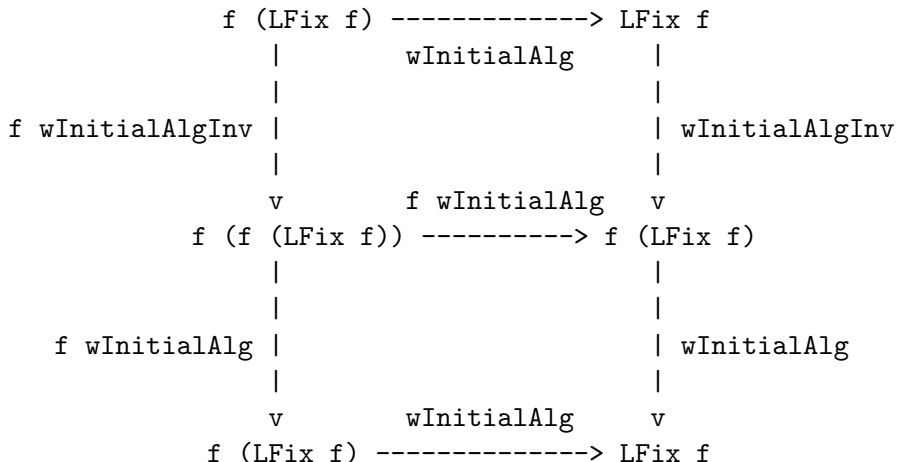 f (LFix f) -------------> LFix f
| wInitialAlg |
| |
f wInitialAlgInv | | wInitialAlgInv
| |
v f wInitialAlg v
f (f (LFix f)) ----------> f (LFix f)
| |
| |
f wInitialAlg | | wInitialAlg
| |
v wInitialAlg v
f (LFix f) --------------> LFix f